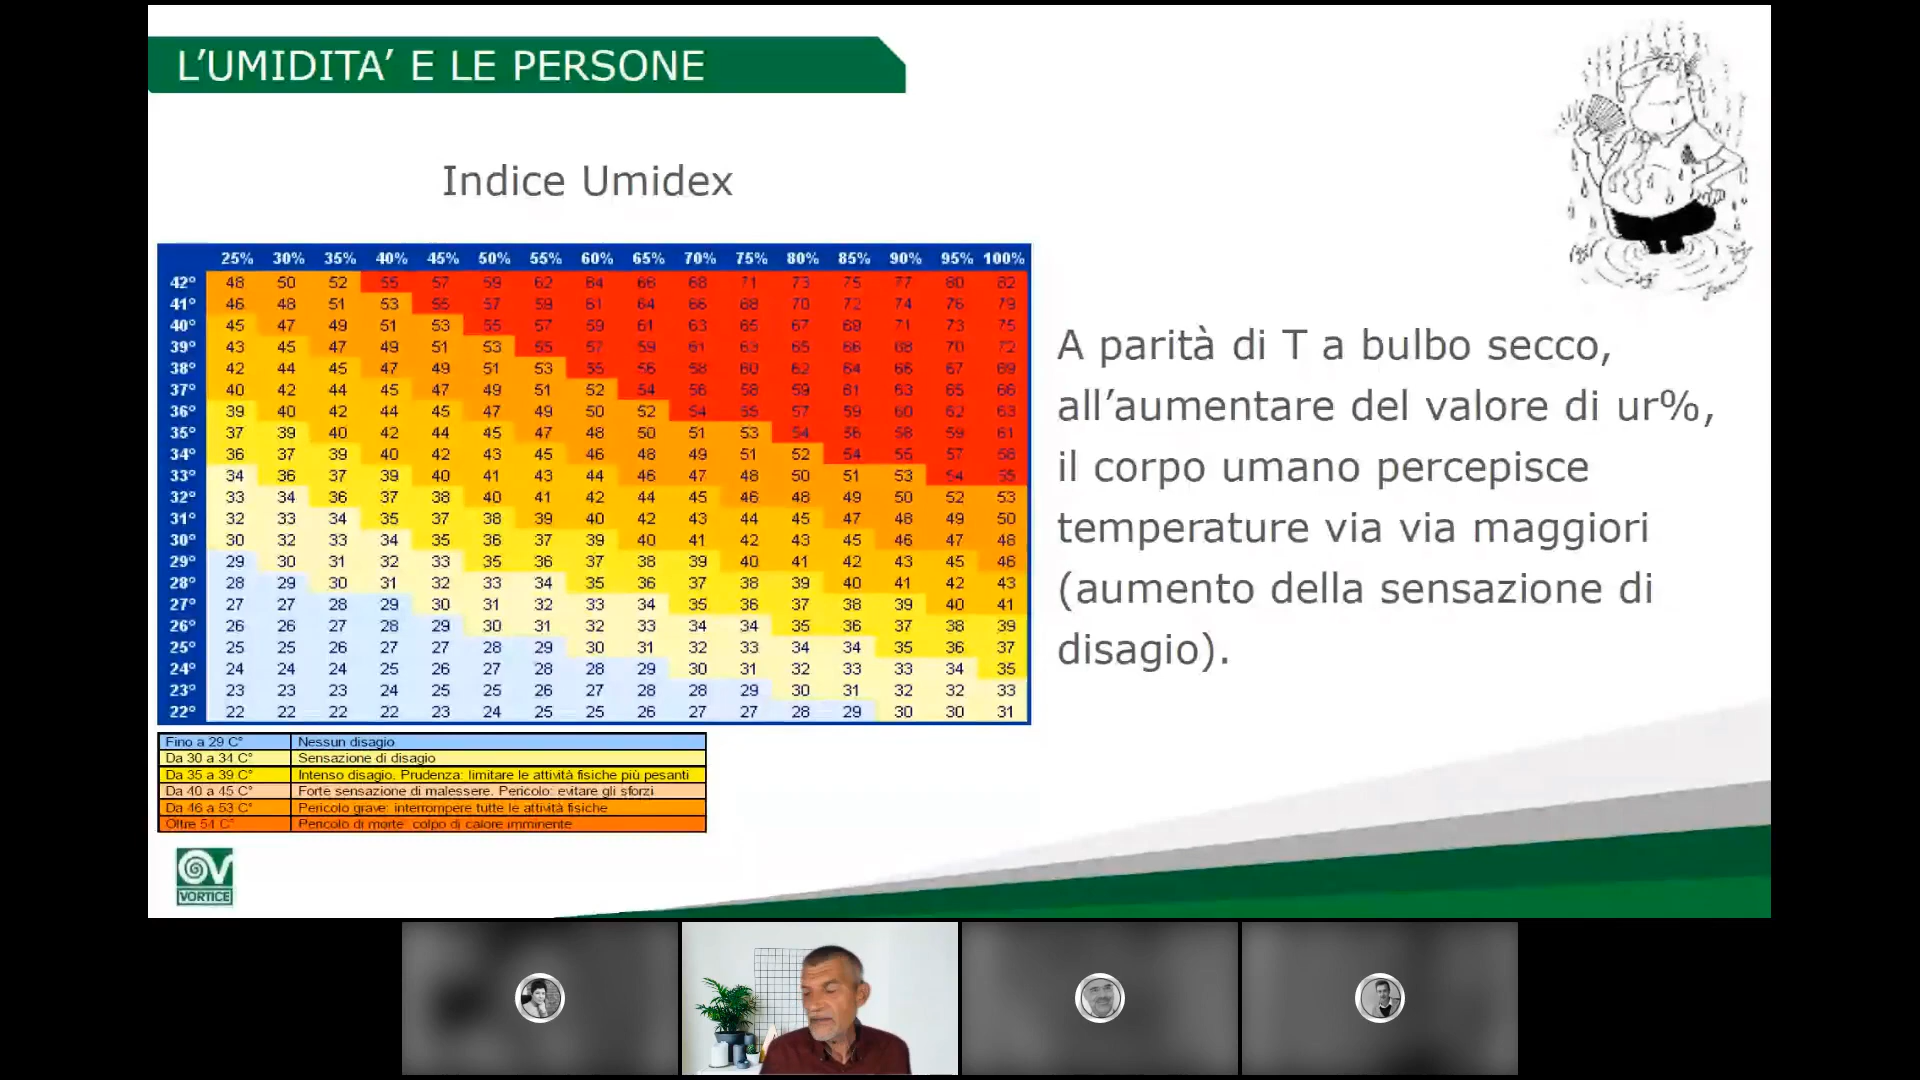 L'UMIDITA' E LE PERSONE
Indice Umidex
25% 30% 35% 40% 45% 50% 55% 60% 65% 70% 75% 80% 85% 90% 95% 100%
42° 48 50 52 55 57 59 62 64 66 68 71 73 75 77 80 82
41° 46 48 51 53 55 57 59 61 64 66 68 70 72 74 76 79
40° 45 47 49 51 53 55 57 59 61 63 65 67 69 71 73 75
39° 43 45 47 49 51 53 55 57 59 61 63 65 66 68 70 72
38° 42 44 45 47 49 51 53 55 56 58 60 62 64 66 67 69
37° 40 42 44 45 47 49 51 52 54 56 58 59 61 63 65 66
36° 39 40 42 44 45 47 49 50 52 54 55 57 59 60 62 63
35° 37 39 40 42 44 45 47 48 50 51 53 54 56 58 59 61
34° 36 37 39 40 42 43 45 46 48 49 51 52 54 55 57 58
33° 34 36 37 39 40 41 43 44 46 47 48 50 51 53 54 55
32° 33 34 36 37 38 40 41 42 44 45 46 48 49 50 52 53
31° 32 33 34 35 37 38 39 40 42 43 44 45 47 48 49 50
30° 30 32 33 34 35 36 37 39 40 41 42 43 45 46 47 48
29° 29 30 31 32 33 35 36 37 38 39 40 41 42 43 45 46
28° 28 29 30 31 32 33 34 35 36 37 38 39 40 41 42 43
27° 27 27 28 29 30 31 32 33 34 35 36 37 38 39 40 41
26° 26 26 27 28 29 30 31 32 33 34 34 35 36 37 38 39
25° 25 25 26 27 27 28 29 30 31 32 33 34 34 35 36 37
24° 24 24 24 25 26 27 28 28 29 30 31 32 33 33 34 35
23° 23 23 23 24 25 25 26 27 28 28 29 30 31 32 32 33
22° 22 22 22 22 23 24 25 25 26 27 27 28 29 30 30 31
Fino a 29 C° Nessun disagio
Da 30 a 34 C° Sensazione di disagio
Da 35 a 39 C° Intenso disagio. Prudenza: limitare le attività fisiche più pesanti
Da 40 a 45 C° Forte sensazione di malessere. Pericolo: evitare gli sforzi
Da 46 a 53 C° Pericolo grave: interrompere tutte le attività fisiche
Oltre 54 C° Pericolo di morte: colpo di calore imminente
A parità di T a bulbo secco,
all'aumentare del valore di ur%,
il corpo umano percepisce
temperature via via maggiori
(aumento della sensazione di
disagio).
VORTICE